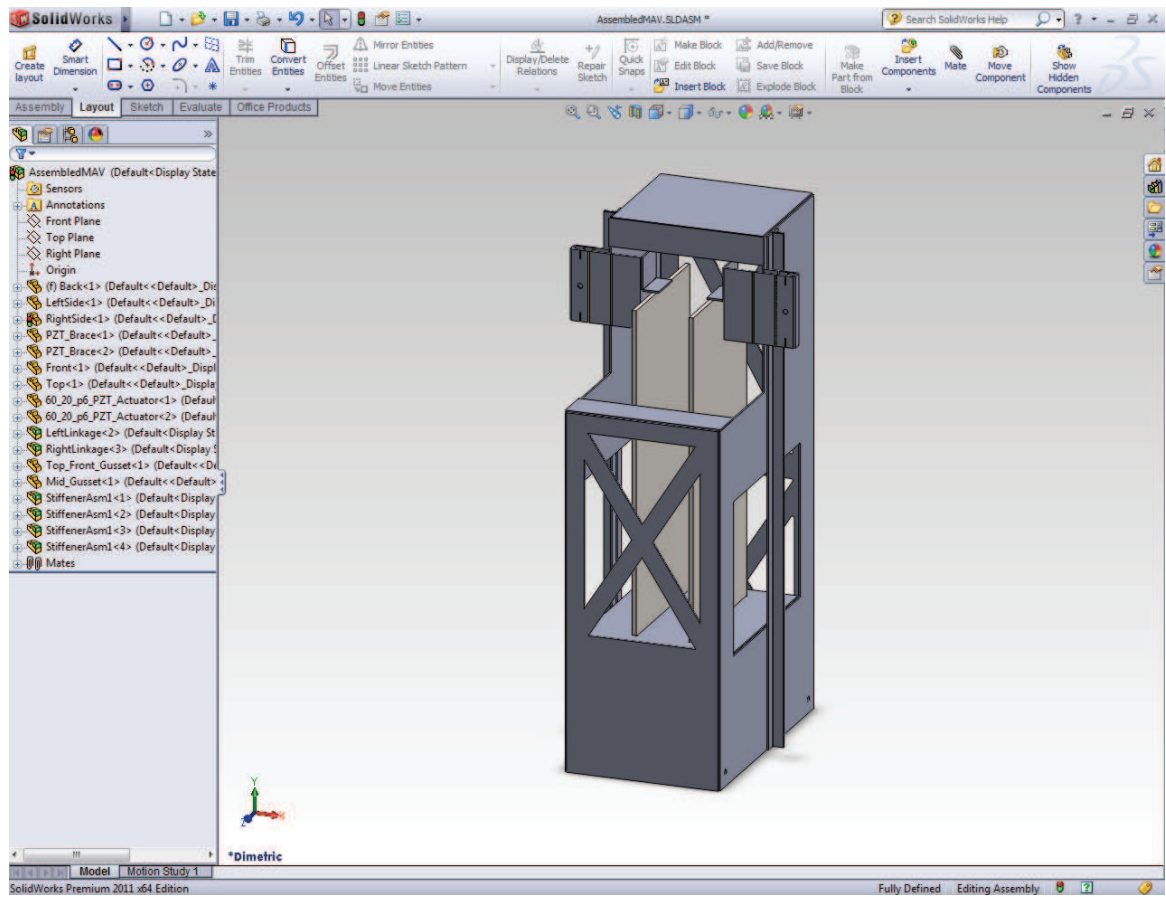 SolidWorks
AssembledMAV.SLDASM *
Search SolidWorks Help
Create layout
Smart Dimension
Trim Entities
Convert Entities
Offset Entities
Mirror Entities
Linear Sketch Pattern
Move Entities
Display/Delete Relations
Repair Sketch
Quick Snaps
Make Block
Edit Block
Insert Block
Add/Remove
Save Block
Explode Block
Make Part from Block
Insert Components
Mate
Move Component
Show Hidden Components
Assembly Layout Sketch Evaluate Office Products
AssembledMAV (Default<Display State
Sensors
A Annotations
Front Plane
Top Plane
Right Plane
Origin
(f) Back<1> (Default<<Default>_Dis
LeftSide<1> (Default<<Default>_Di
RightSide<1> (Default<<Default>_D
PZT_Brace<1> (Default<<Default>_
PZT_Brace<2> (Default<<Default>_
Front<1> (Default<<Default>_Displ
Top<1> (Default<<Default>_Displa
60_20_p6_PZT_Actuator<1> (Defaul
60_20_p6_PZT_Actuator<2> (Defaul
LeftLinkage<2> (Default<Display St
RightLinkage<3> (Default<Display S
Top_Front_Gusset<1> (Default<<De
Mid_Gusset<1> (Default<<Default>
StiffenerAsm1<1> (Default<Display
StiffenerAsm1<2> (Default<Display
StiffenerAsm1<3> (Default<Display
StiffenerAsm1<4> (Default<Display
Mates
Y
Z
*Dimetric
Model Motion Study 1
SolidWorks Premium 2011 x64 Edition
Fully Defined Editing Assembly